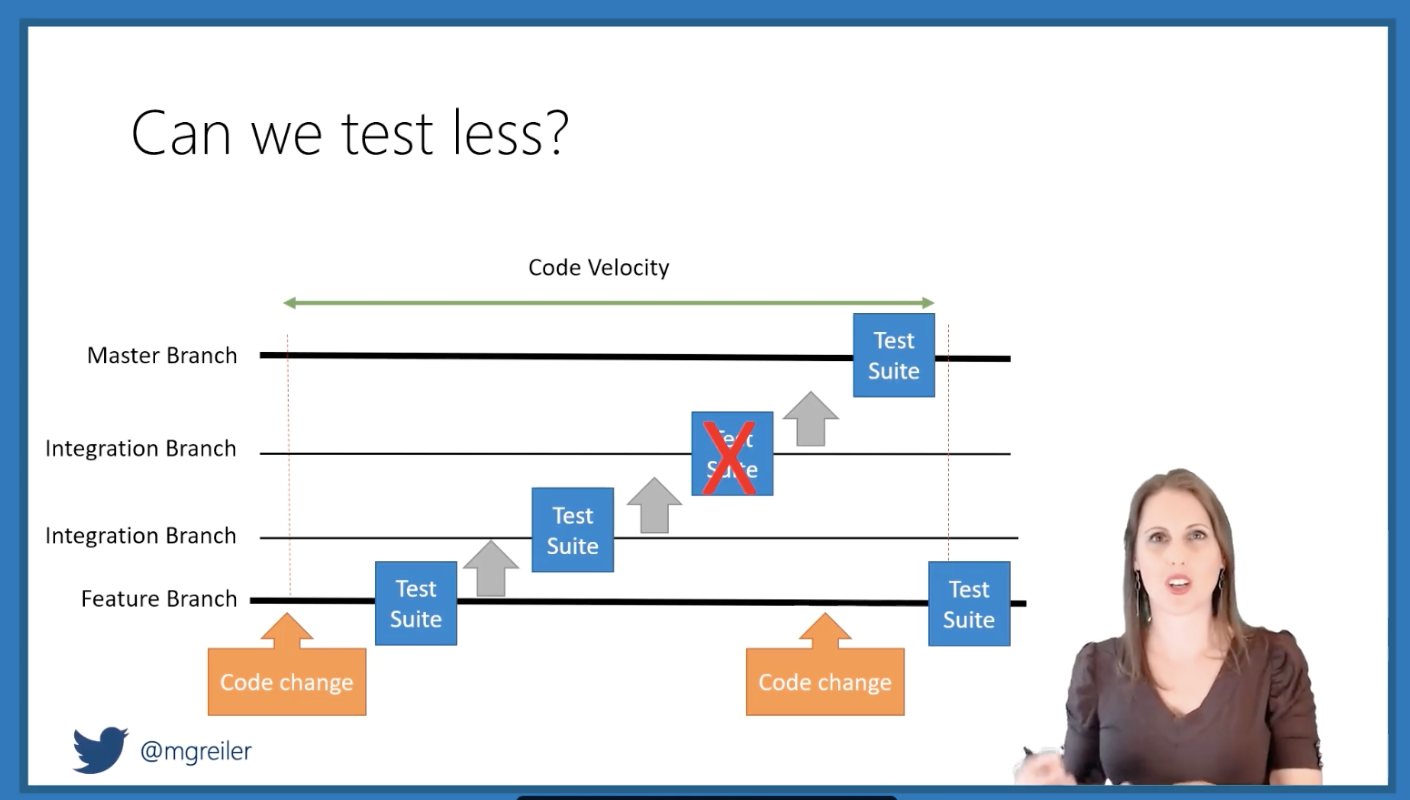 Can we test less?
Code Velocity
Master Branch
Test
Suite
Integration Branch
Test
Suite
Integration Branch
Test
Suite
Feature Branch
Test
Suite
Test
Suite
Code change
Code change
@mgreiler